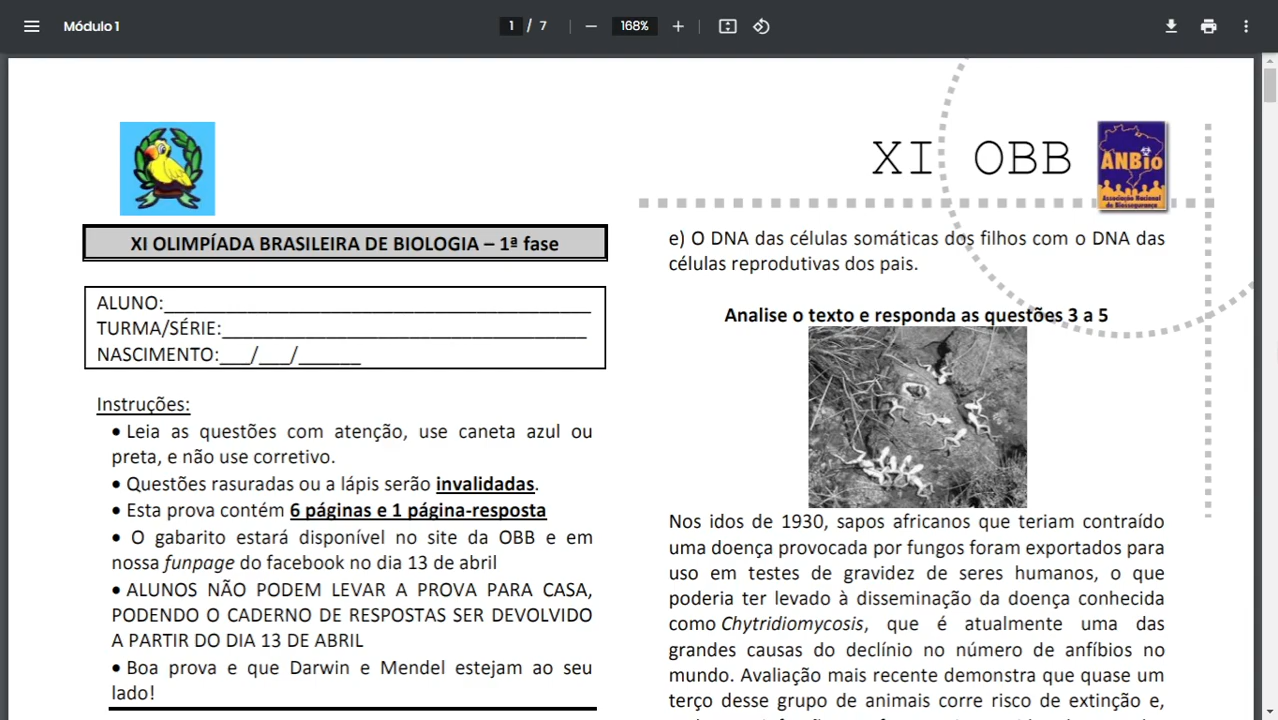 Módulo 1
1 / 7
168%
XI OBB
ANBio
Associação Nacional
de Biossegurança
XI OLIMPÍADA BRASILEIRA DE BIOLOGIA – 1ª fase
ALUNO:
TURMA/SÉRIE:
NASCIMENTO:___/___/______
Instruções:
• Leia as questões com atenção, use caneta azul ou
preta, e não use corretivo.
• Questões rasuradas ou a lápis serão invalidadas.
• Esta prova contém 6 páginas e 1 página-resposta
• O gabarito estará disponível no site da OBB e em
nossa funpage do facebook no dia 13 de abril
• ALUNOS NÃO PODEM LEVAR A PROVA PARA CASA,
PODENDO O CADERNO DE RESPOSTAS SER DEVOLVIDO
A PARTIR DO DIA 13 DE ABRIL
• Boa prova e que Darwin e Mendel estejam ao seu
lado!
e) O DNA das células somáticas dos filhos com o DNA das
células reprodutivas dos pais.
Analise o texto e responda as questões 3 a 5
Nos idos de 1930, sapos africanos que teriam contraído
uma doença provocada por fungos foram exportados para
uso em testes de gravidez de seres humanos, o que
poderia ter levado à disseminação da doença conhecida
como Chytridiomycosis, que é atualmente uma das
grandes causas do declínio no número de anfíbios no
mundo. Avaliação mais recente demonstra que quase um
terço desse grupo de animais corre risco de extinção e,